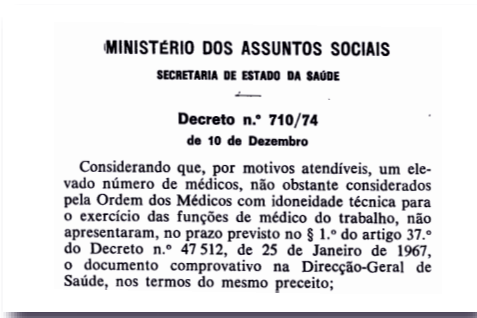 MINISTÉRIO DOS ASSUNTOS SOCIAIS
SECRETARIA DE ESTADO DA SAÚDE
Decreto n.º 710/74
de 10 de Dezembro
Considerando que, por motivos atendíveis, um ele-
vado número de médicos, não obstante considerados
pela Ordem dos Médicos com idoneidade técnica para
o exercício das funções de médico do trabalho, não
apresentaram, no prazo previsto no § 1.º do artigo 37.º
do Decreto n.º 47 512, de 25 de Janeiro de 1967,
o documento comprovativo na Direcção-Geral de
Saúde, nos termos do mesmo preceito;